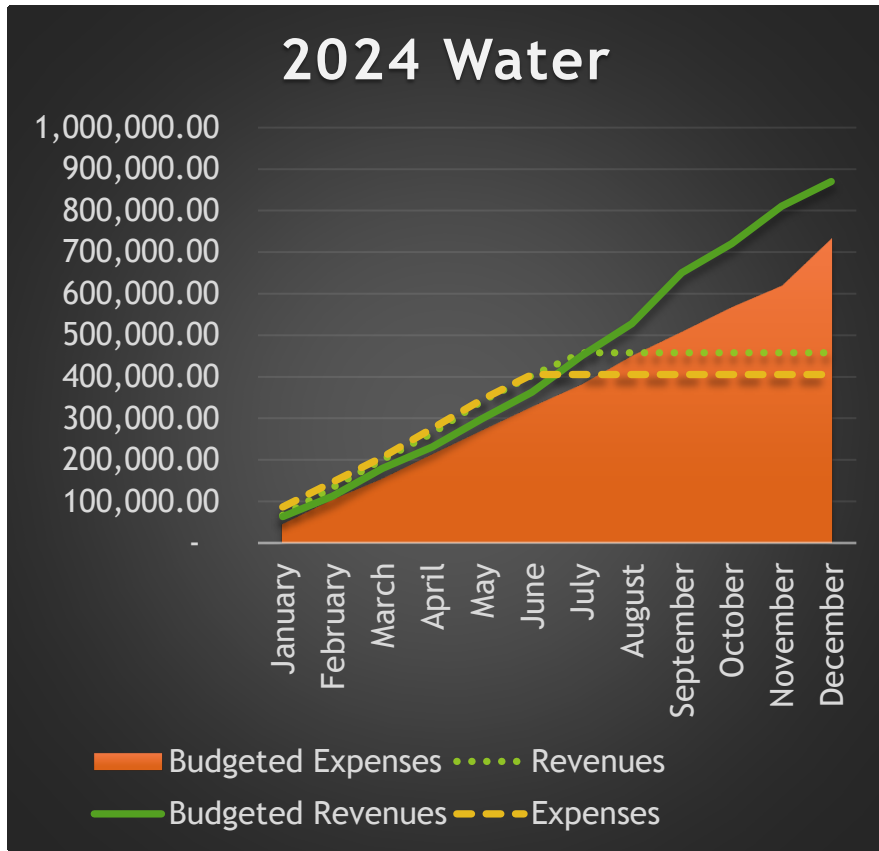 2024 Water
1,000,000.00
900,000.00
800,000.00
700,000.00
600,000.00
500,000.00
400,000.00
300,000.00
200,000.00
100,000.00
-
January
February
March
April
May
June
July
August
September
October
November
December
Budgeted Expenses Revenues
Budgeted Revenues Expenses